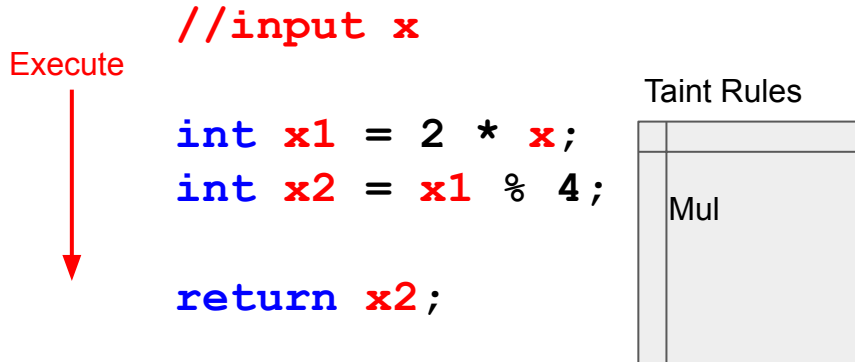 //input x
Execute
Taint Rules
int x1 = 2 * x;
int x2 = x1 % 4;
Mul
return x2;